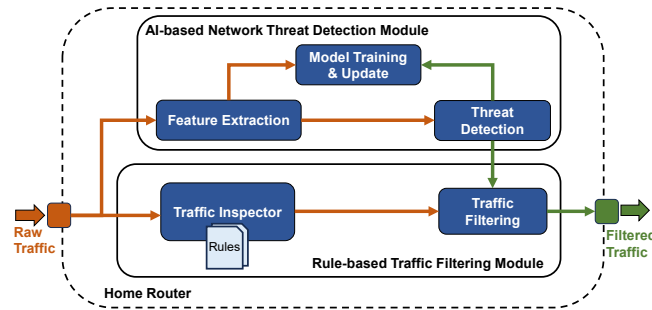 AI-based Network Threat Detection Module
Model Training
& Update
Feature Extraction
Threat
Detection
Traffic Inspector
Rules
Traffic
Filtering
Raw
Traffic
Filtered
Traffic
Rule-based Traffic Filtering Module
Home Router